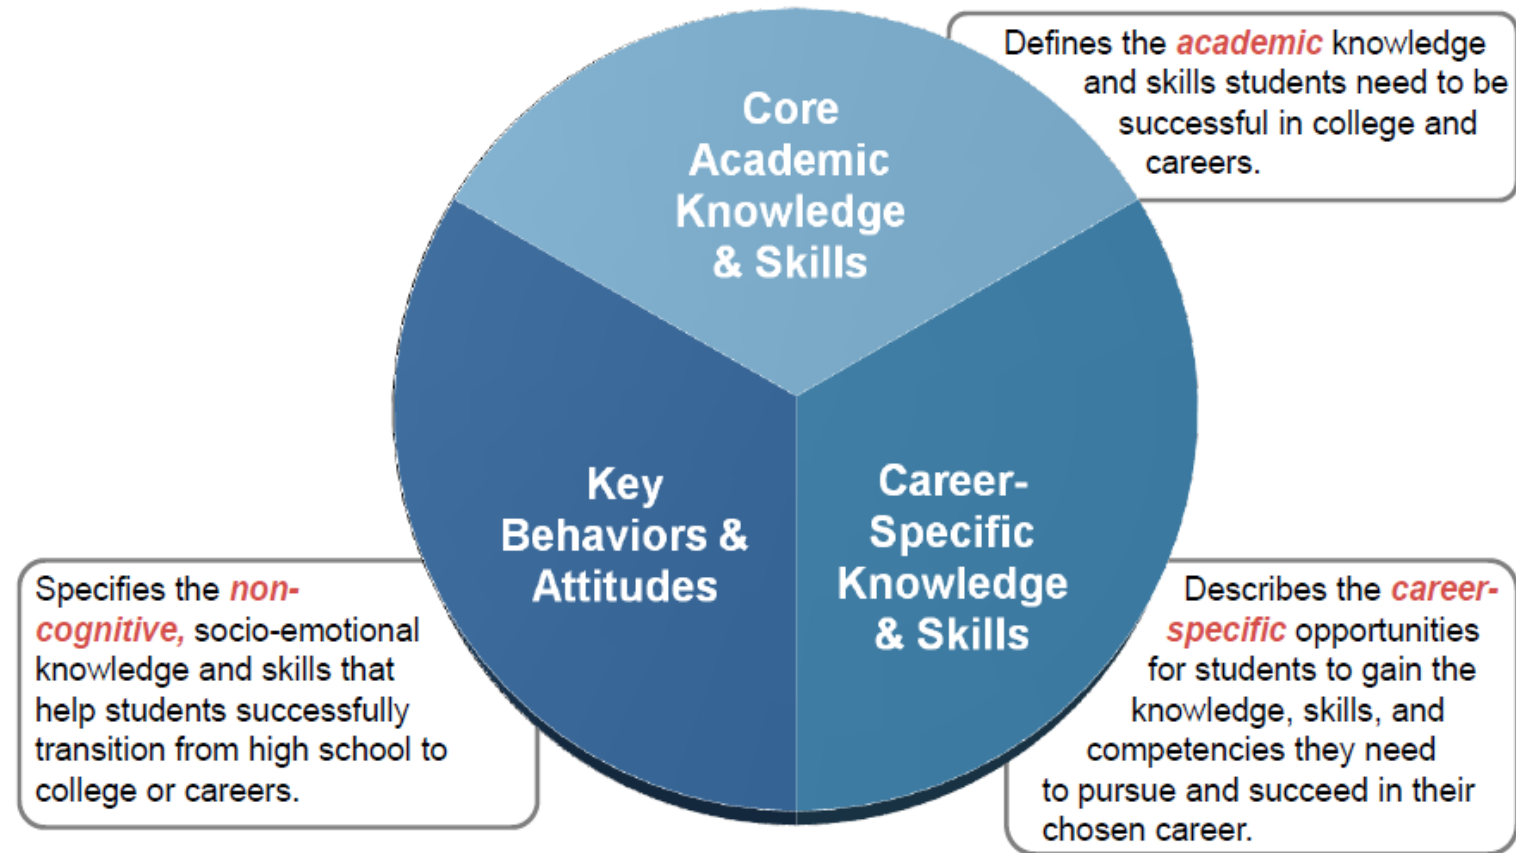 Core
Academic
Knowledge
& Skills
Defines the academic knowledge
and skills students need to be
successful in college and
careers.
Key
Behaviors &
Attitudes
Specifies the non-
cognitive, socio-emotional
knowledge and skills that
help students successfully
transition from high school to
college or careers.
Career-
Specific
Knowledge
& Skills
Describes the career-
specific opportunities
for students to gain the
knowledge, skills, and
competencies they need
to pursue and succeed in their
chosen career.